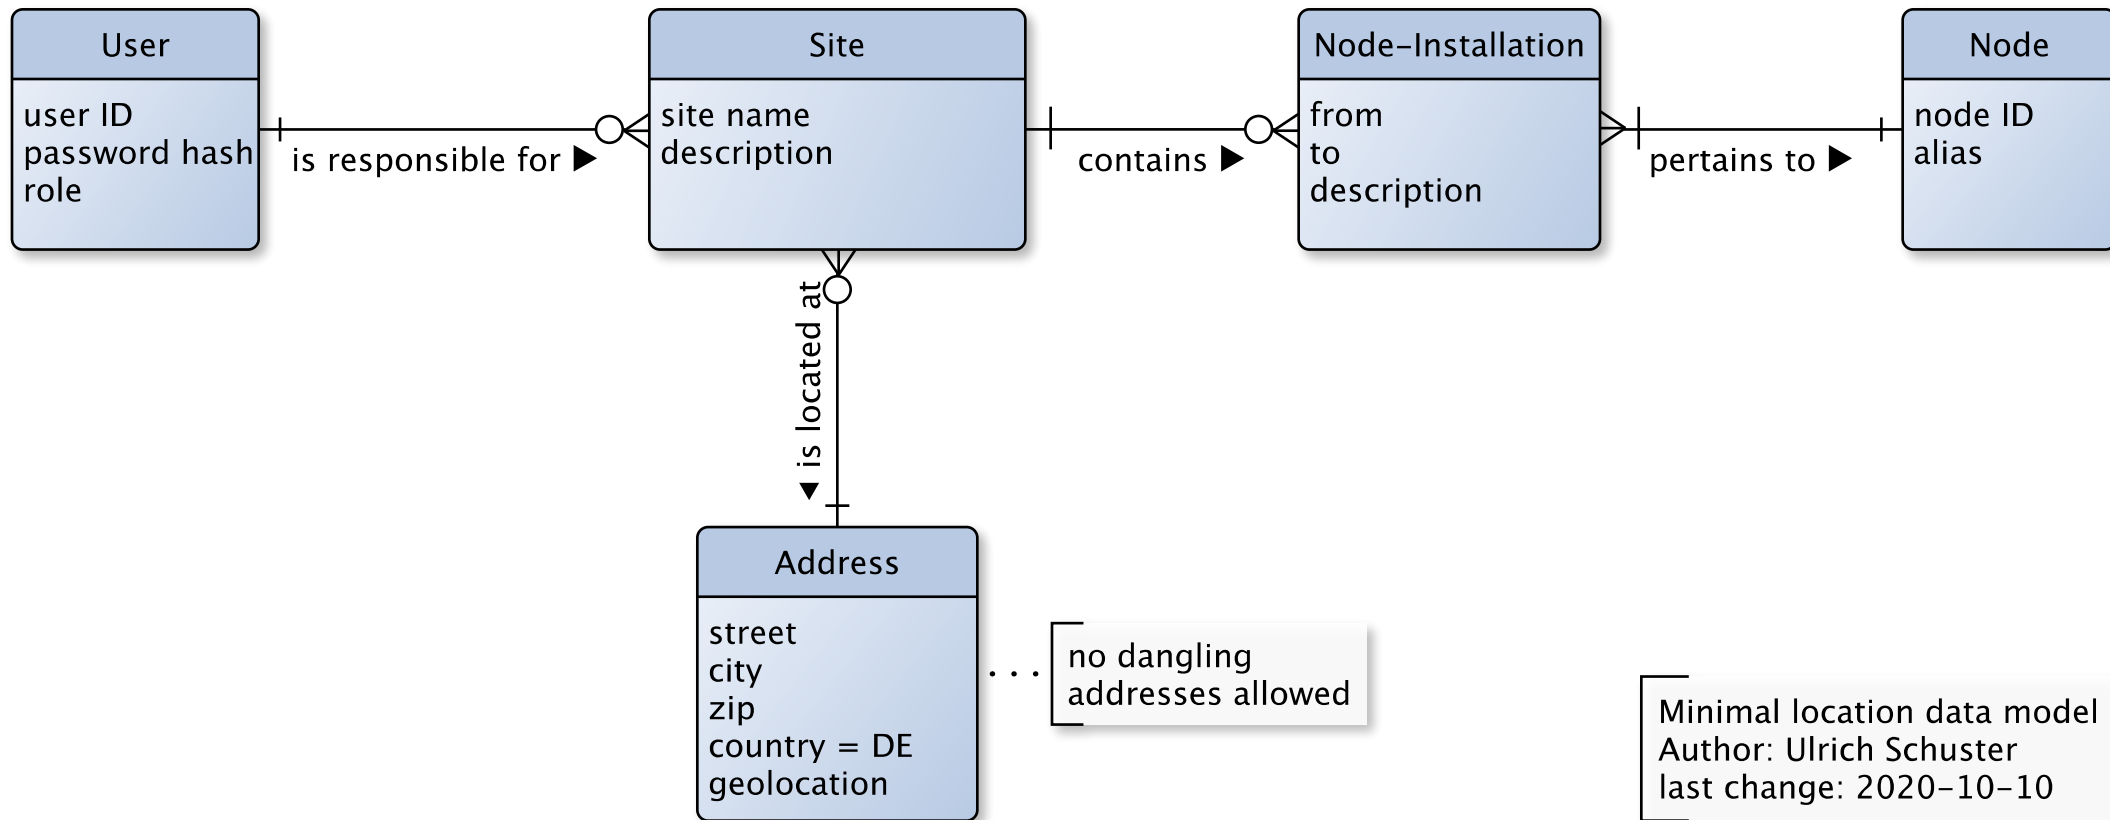 User
user ID
password hash
role
is responsible for ▶
Site
site name
description
contains ▶
Node-Installation
from
to
description
pertains to ▶
Node
node ID
alias
◀ is located at
Address
street
city
zip
country = DE
geolocation
no dangling
addresses allowed
Minimal location data model
Author: Ulrich Schuster
last change: 2020-10-10